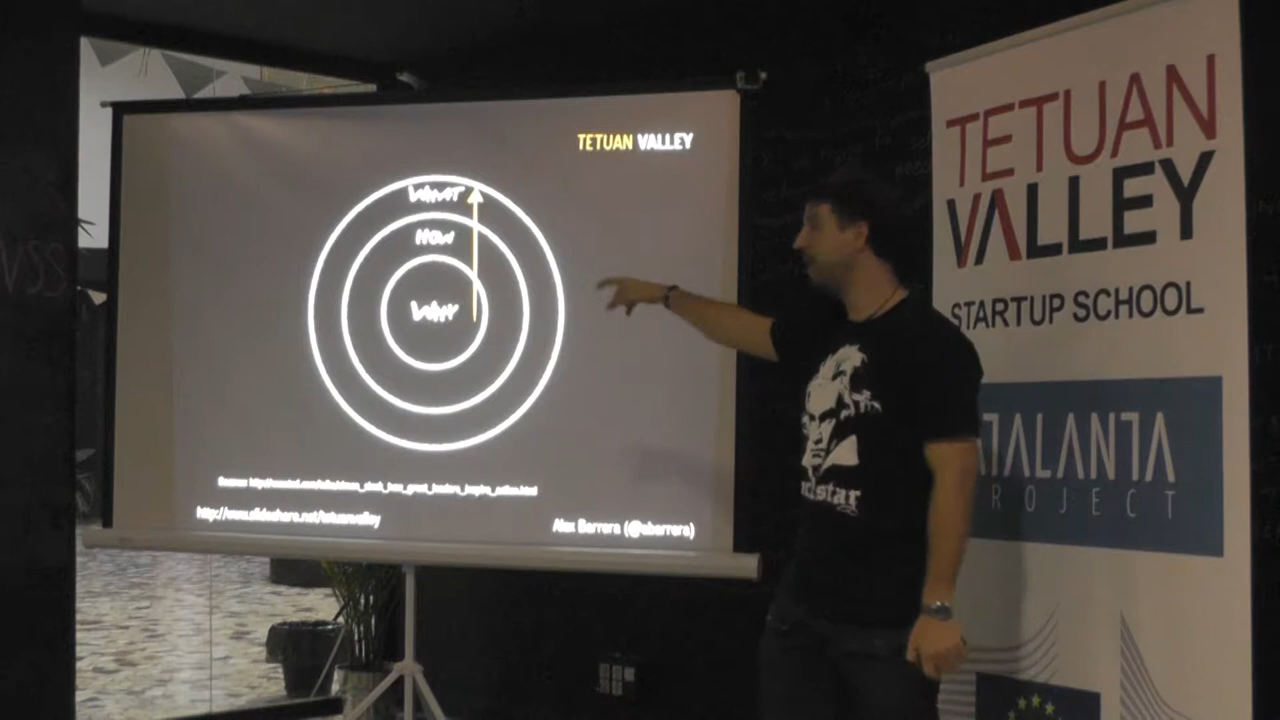 TETUAN VALLEY
WHAT
HOW
WHY
http://www.slideshare.net/tetuanvalley
Alex Barrera (@abarrera)
TETUAN
VALLEY
STARTUP SCHOOL
ATALANTA
PROJECT
VSS